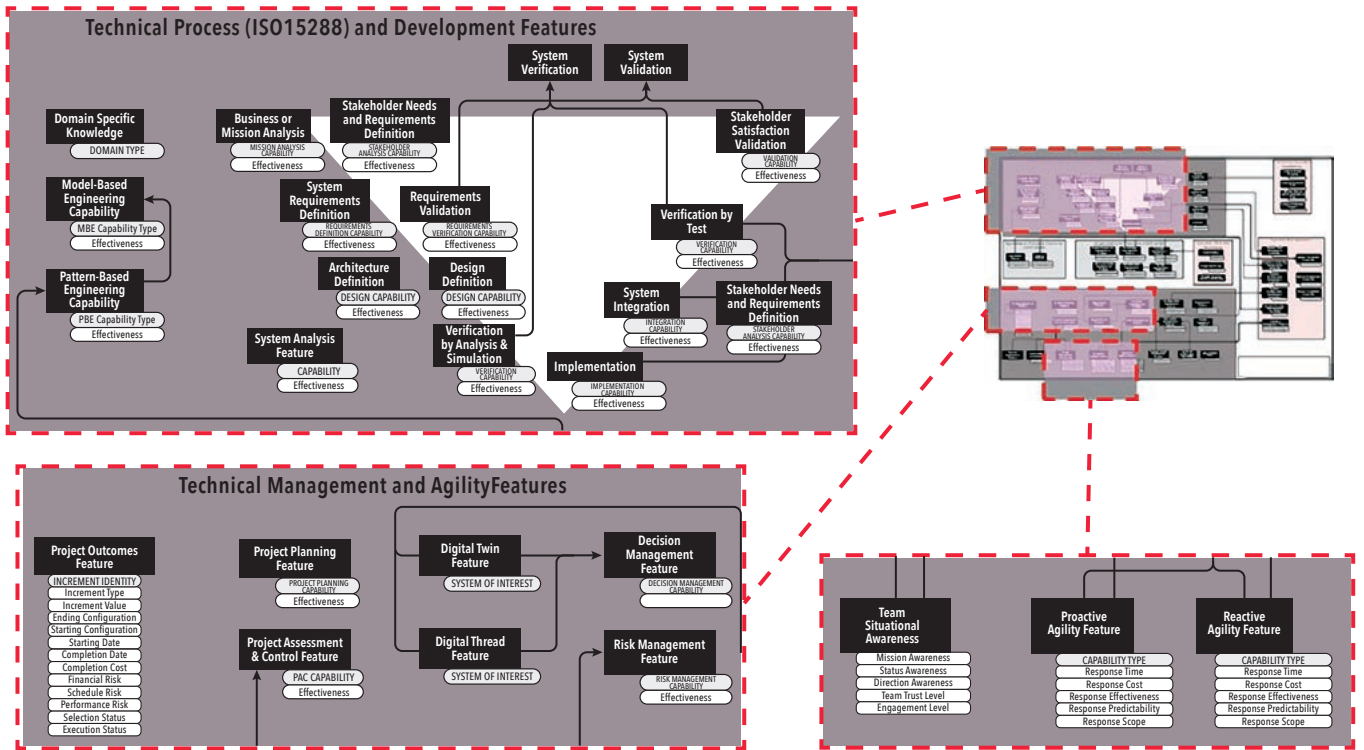 Technical Process (ISO15288) and Development Features
System
Verification
System
Validation
Domain Specific
Knowledge
DOMAIN TYPE
Business or
Mission Analysis
MISSION ANALYSIS
CAPABILITY
Effectiveness
Stakeholder Needs
and Requirements
Definition
STAKEHOLDER
ANALYSIS CAPABILITY
Effectiveness
Stakeholder
Satisfaction
Validation
VALIDATION
CAPABILITY
Effectiveness
Model-Based
Engineering
Capability
MBE Capability Type
Effectiveness
System
Requirements
Definition
REQUIREMENTS
DEFINITION CAPABILITY
Effectiveness
Requirements
Validation
REQUIREMENTS
VERIFICATION CAPABILITY
Effectiveness
Verification by
Test
VERIFICATION
CAPABILITY
Effectiveness
Pattern-Based
Engineering
Capability
PBE Capability Type
Effectiveness
Architecture
Definition
DESIGN CAPABILITY
Effectiveness
Design
Definition
DESIGN CAPABILITY
Effectiveness
System
Integration
INTEGRATION
CAPABILITY
Effectiveness
Stakeholder Needs
and Requirements
Definition
STAKEHOLDER
ANALYSIS CAPABILITY
Effectiveness
System Analysis
Feature
CAPABILITY
Effectiveness
Verification
by Analysis &
Simulation
VERIFICATION
CAPABILITY
Effectiveness
Implementation
IMPLEMENTATION
CAPABILITY
Effectiveness
Technical Management and AgilityFeatures
Project Outcomes
Feature
INCREMENT IDENTITY
Increment Type
Increment Value
Ending Configuration
Starting Configuration
Starting Date
Completion Date
Completion Cost
Financial Risk
Schedule Risk
Performance Risk
Selection Status
Execution Status
Project Planning
Feature
PROJECT PLANNING
CAPABILITY
Effectiveness
Project Assessment
& Control Feature
PAC CAPABILITY
Effectiveness
Digital Twin
Feature
SYSTEM OF INTEREST
Digital Thread
Feature
SYSTEM OF INTEREST
Decision
Management
Feature
DECISION MANAGEMENT
CAPABILITY
Risk Management
Feature
RISK MANAGEMENT
CAPABILITY
Effectiveness
Team
Situational
Awareness
Mission Awareness
Status Awareness
Direction Awareness
Team Trust Level
Engagement Level
Proactive
Agility Feature
CAPABILITY TYPE
Response Time
Response Cost
Response Effectiveness
Response Predictability
Response Scope
Reactive
Agility Feature
CAPABILITY TYPE
Response Time
Response Cost
Response Effectiveness
Response Predictability
Response Scope